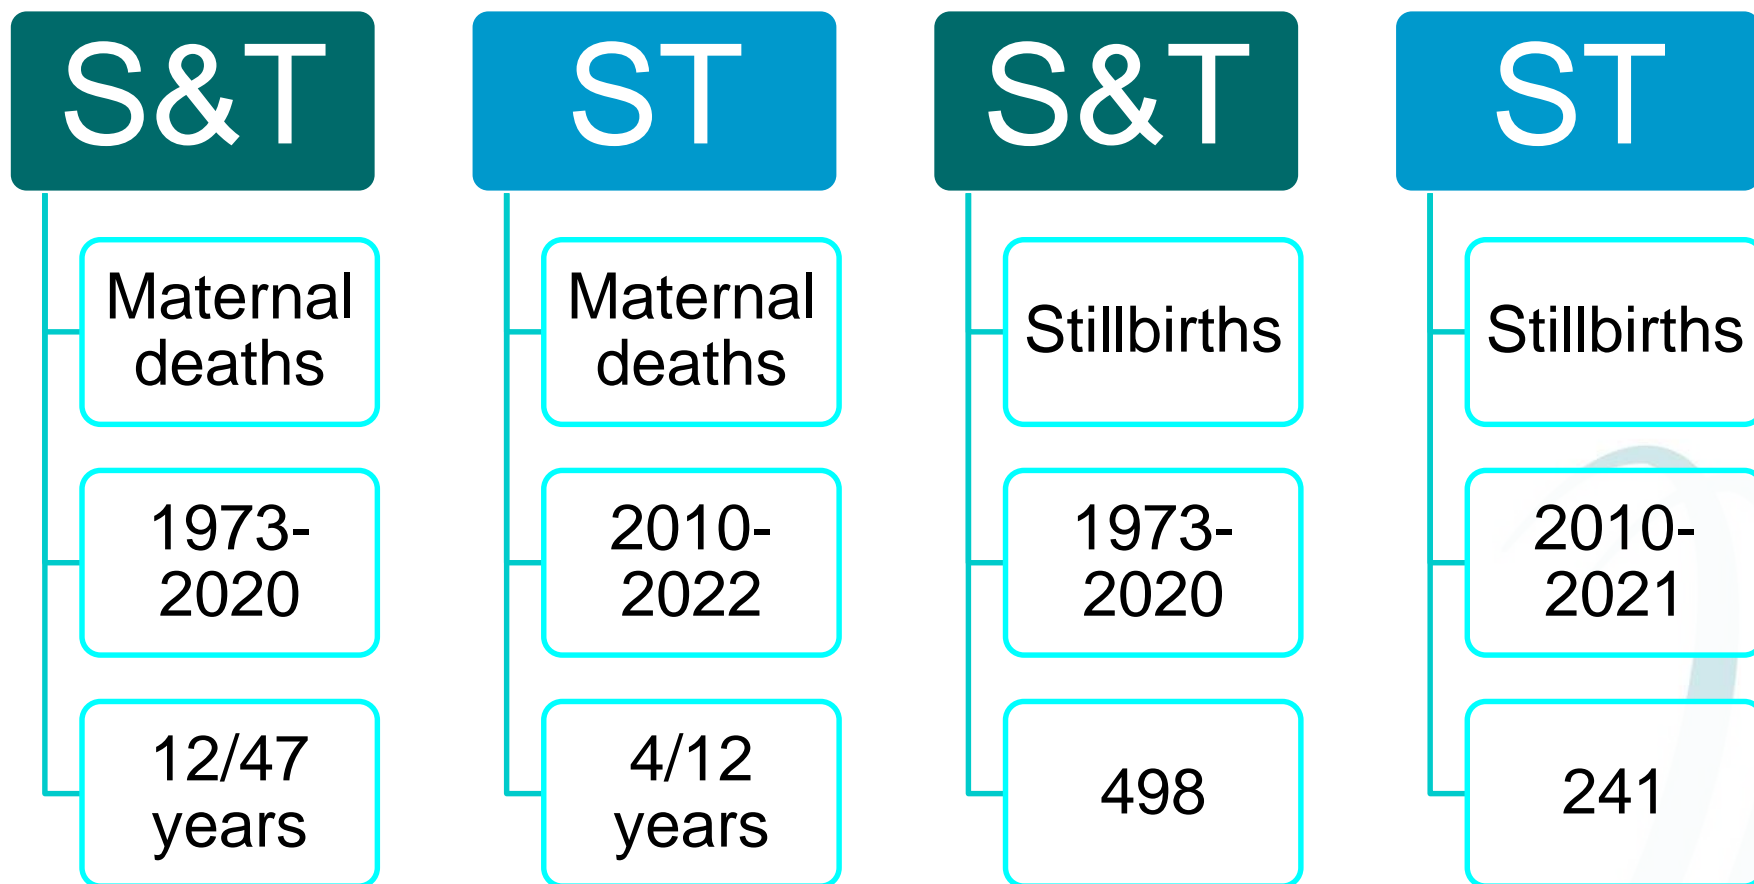 S&T
Maternal
deaths
1973-
2020
12/47
years
ST
Maternal
deaths
2010-
2022
4/12
years
S&T
Stillbirths
1973-
2020
498
ST
Stillbirths
2010-
2021
241